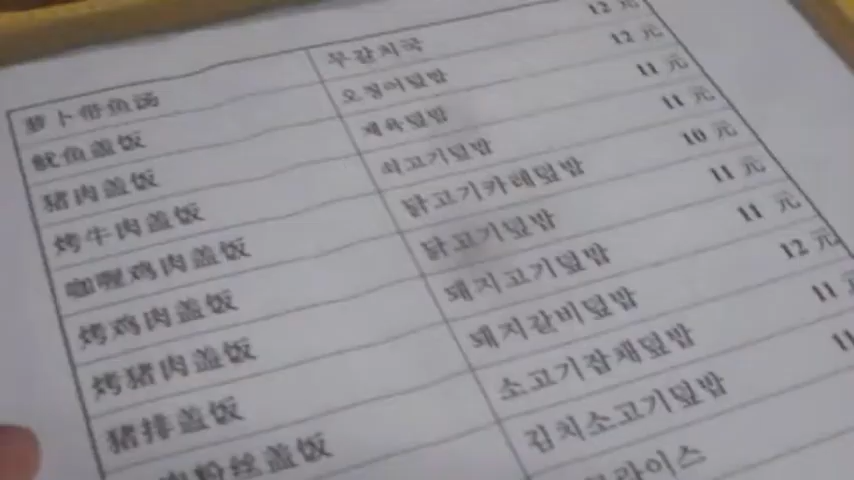 萝卜带鱼汤 무갈치국 12 元
鱿鱼盖饭 오징어덮밥 12 元
猪肉盖饭 제육덮밥 11 元
烤牛肉盖饭 쇠고기덮밥 11 元
咖喱鸡肉盖饭 닭고기카레덮밥 10 元
烤鸡肉盖饭 닭고기덮밥 11 元
烤猪肉盖饭 돼지고기덮밥 11 元
猪排盖饭 돼지갈비덮밥 12 元
肉粉丝盖饭 소고기잡채덮밥 11 元
김치소고기덮밥 11
라이스